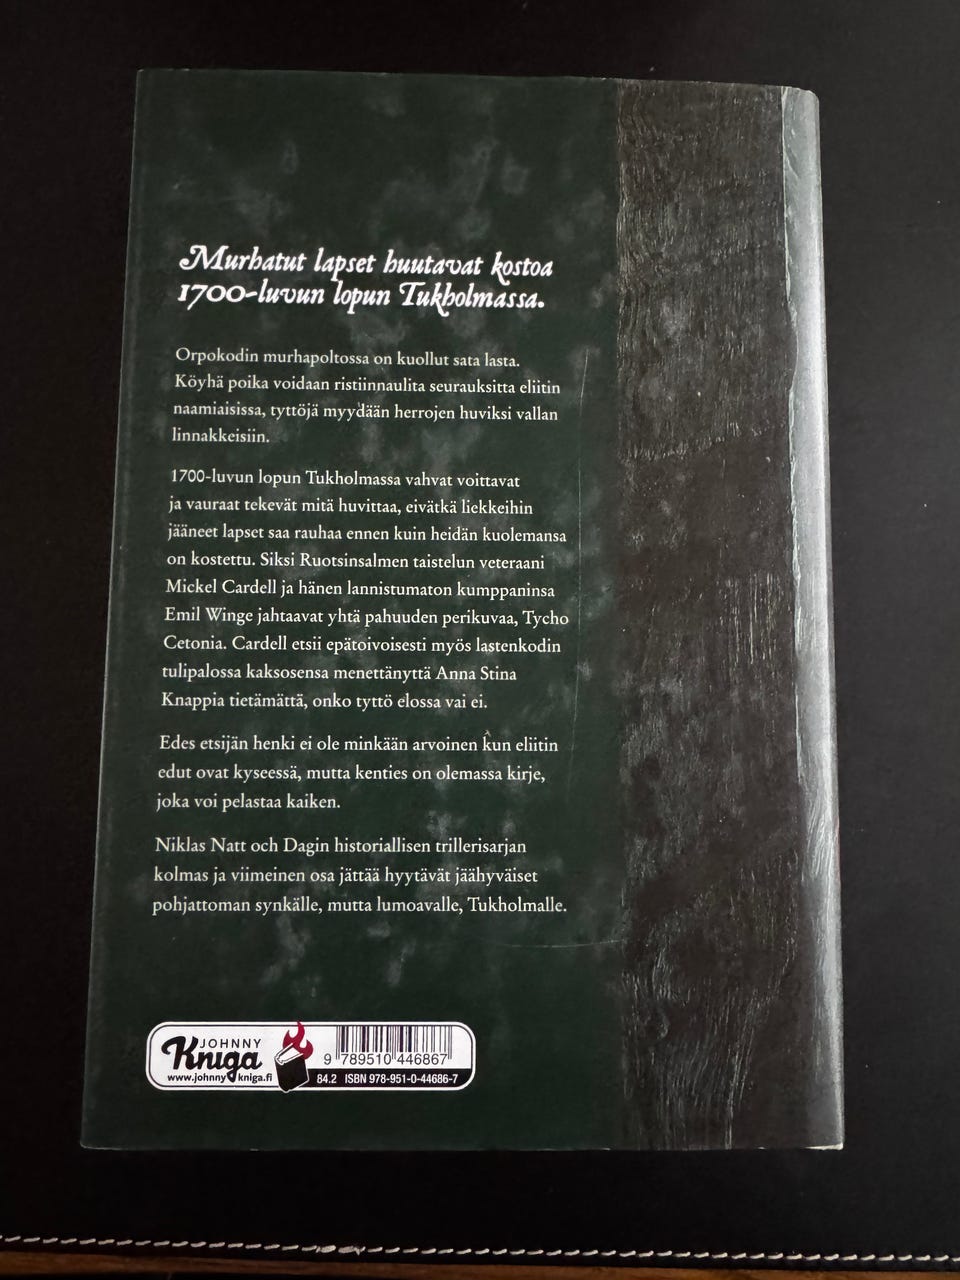 Murhatut lapset huutavat kostoa
1700-luvun lopun Tukholmassa.
Orpokodin murhapoltossa on kuollut sata lasta.
Köyhä poika voidaan ristiinnaulita seurauksitta eliitin
naamiaisissa, tyttöjä myydään herrojen huviksi vallan
linnakkeisiin.
1700-luvun lopun Tukholmassa vahvat voittavat
ja vauraat tekevät mitä huvittaa, eivätkä liekkeihin
jääneet lapset saa rauhaa ennen kuin heidän kuolemansa
on kostettu. Siksi Ruotsinsalmen taistelun veteraani
Mickel Cardell ja hänen lannistumaton kumppaninsa
Emil Winge jahtaavat yhtä pahuuden perikuvaa, Tycho
Cetonia. Cardell etsii epätoivoisesti myös lastenkodin
tulipalossa kaksosensa menettänyttä Anna Stina
Knappia tietämättä, onko tyttö elossa vai ei.
Edes etsijän henki ei ole minkään arvoinen kun eliitin
edut ovat kyseessä, mutta kenties on olemassa kirje,
joka voi pelastaa kaiken.
Niklas Natt och Dagin historiallisen trillerisarjan
kolmas ja viimeinen osa jättää hyytävät jäähyväiset
pohjattoman synkälle, mutta lumoavalle, Tukholmalle.
JOHNNY
Kniga
www.johnnykniga.fi
9 789510 446867
84.2 ISBN 978-951-0-44686-7